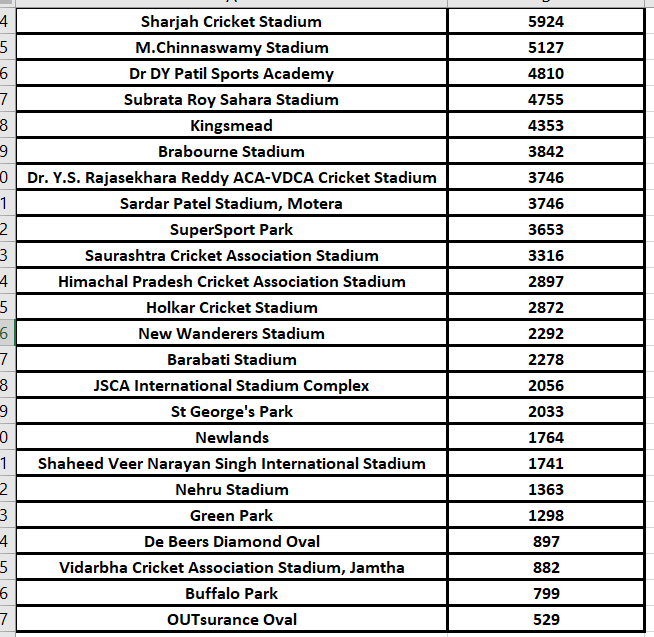 4 Sharjah Cricket Stadium 5924
5 M.Chinnaswamy Stadium 5127
6 Dr DY Patil Sports Academy 4810
7 Subrata Roy Sahara Stadium 4755
8 Kingsmead 4353
9 Brabourne Stadium 3842
0 Dr. Y.S. Rajasekhara Reddy ACA-VDCA Cricket Stadium 3746
1 Sardar Patel Stadium, Motera 3746
2 SuperSport Park 3653
3 Saurashtra Cricket Association Stadium 3316
4 Himachal Pradesh Cricket Association Stadium 2897
5 Holkar Cricket Stadium 2872
6 New Wanderers Stadium 2292
7 Barabati Stadium 2278
8 JSCA International Stadium Complex 2056
9 St George's Park 2033
0 Newlands 1764
1 Shaheed Veer Narayan Singh International Stadium 1741
2 Nehru Stadium 1363
3 Green Park 1298
4 De Beers Diamond Oval 897
5 Vidarbha Cricket Association Stadium, Jamtha 882
6 Buffalo Park 799
7 OUTsurance Oval 529